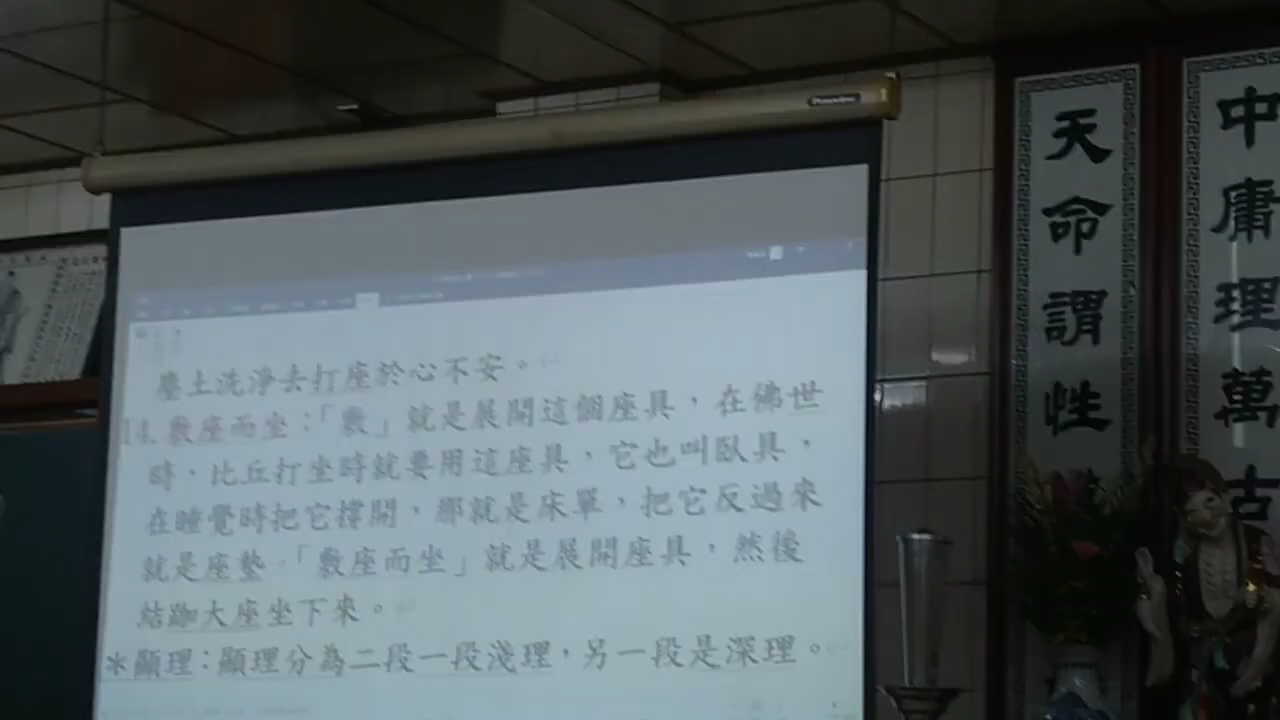 塵土洗淨去打座於心不安。
14.敷座而坐：「敷」就是展開這個座具，在佛世
時，比丘打坐時就要用這座具，它也叫臥具，
在睡覺時把它撐開，那就是床單，把它反過來
就是座墊。「敷座而坐」就是展開座具，然後
結跏大座坐下來。
＊顯理：顯理分為二段一段淺理，另一段是深理。
天命謂性
中庸理萬古